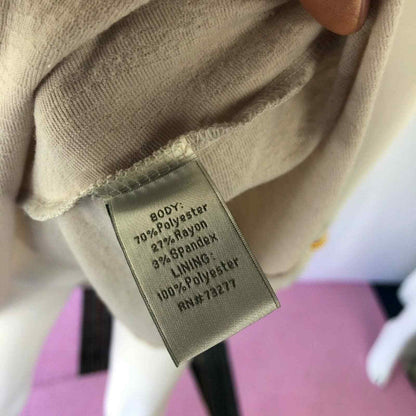 BODY:
70%Polyester
27%Rayon
3%Spandex
LINING:
100%Polyester
RN#73277